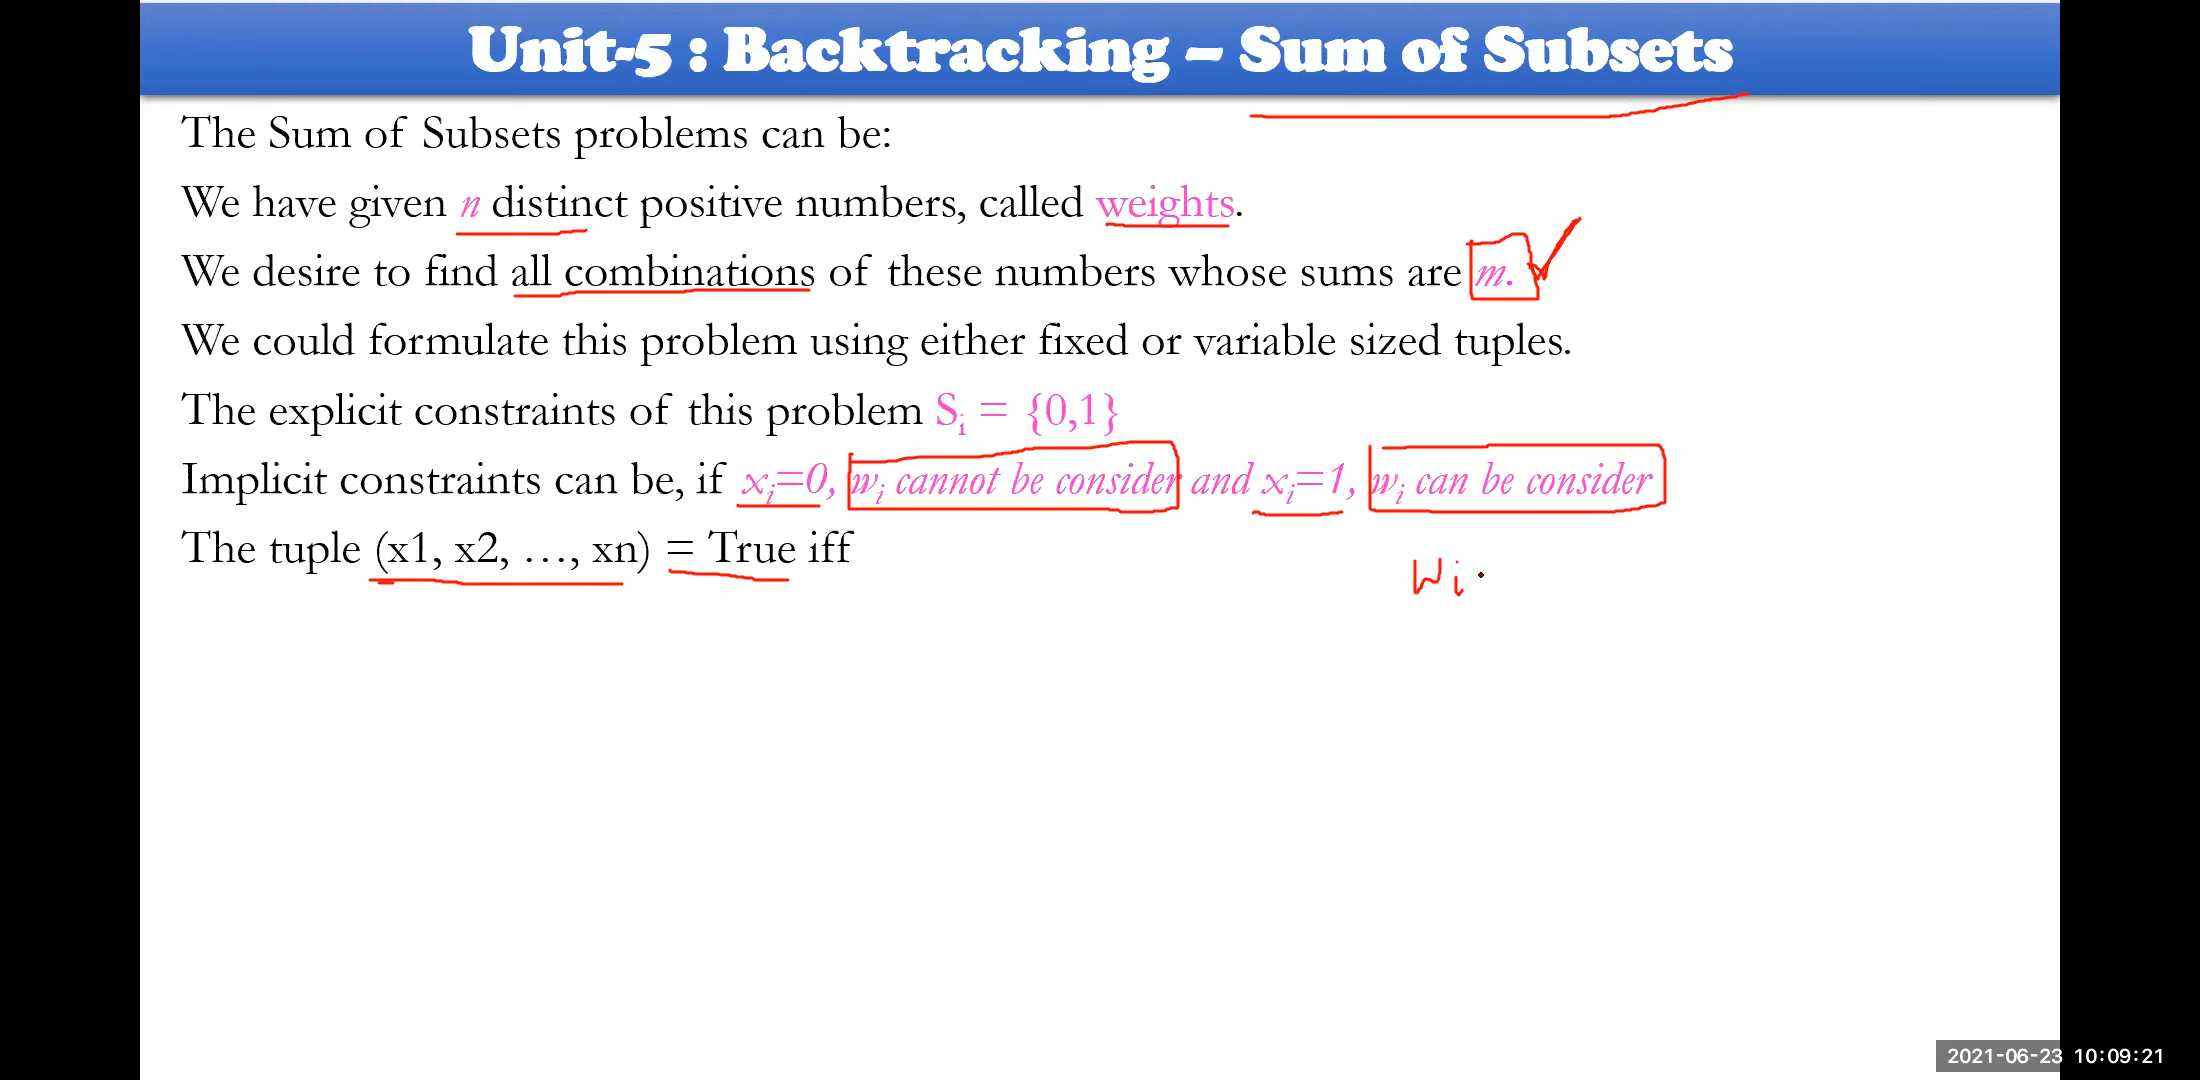 Unit-5 : Backtracking – Sum of Subsets
The Sum of Subsets problems can be:
We have given n distinct positive numbers, called weights.
We desire to find all combinations of these numbers whose sums are m.
We could formulate this problem using either fixed or variable sized tuples.
The explicit constraints of this problem Si = {0,1}
Implicit constraints can be, if xi=0, wi cannot be consider and xi=1, wi can be consider
The tuple (x1, x2, …, xn) = True iff
Wi
2021-06-23 10:09:21